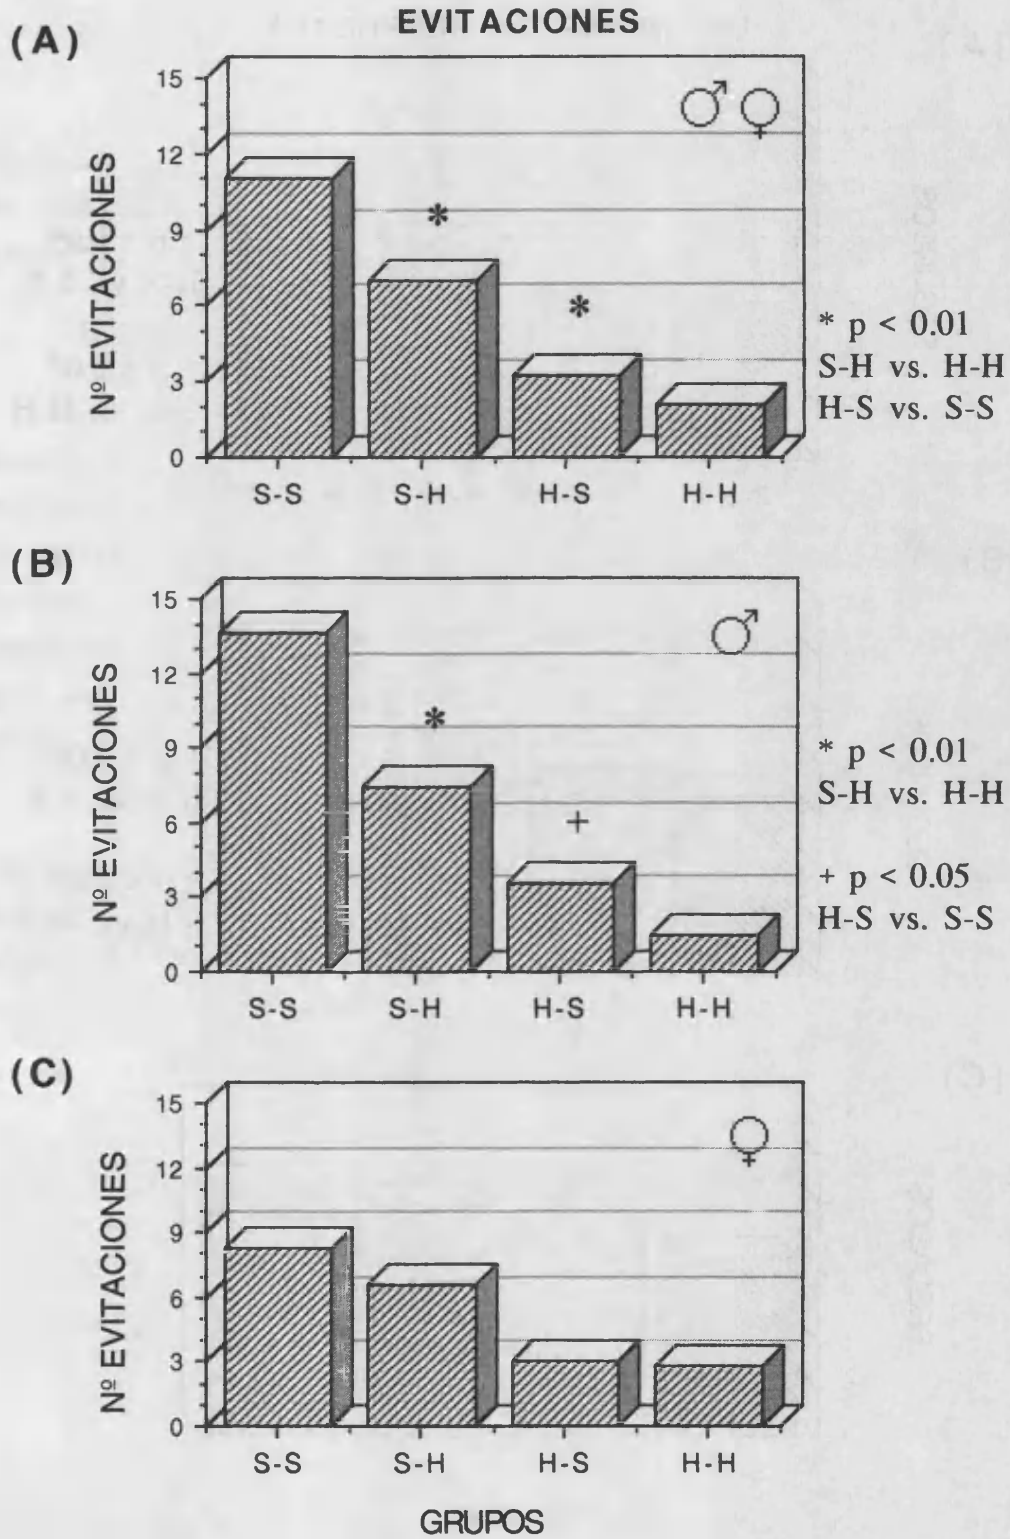 EVITACIONES
(A)
Nº EVITACIONES
15
12
9
6
3
0
♂ ♀
*
*
S-S S-H H-S H-H
* p < 0.01
S-H vs. H-H
H-S vs. S-S
(B)
Nº EVITACIONES
15
12
9
6
3
0
♂
*
+
S-S S-H H-S H-H
* p < 0.01
S-H vs. H-H
+ p < 0.05
H-S vs. S-S
(C)
Nº EVITACIONES
15
12
9
6
3
0
♀
S-S S-H H-S H-H
GRUPOS